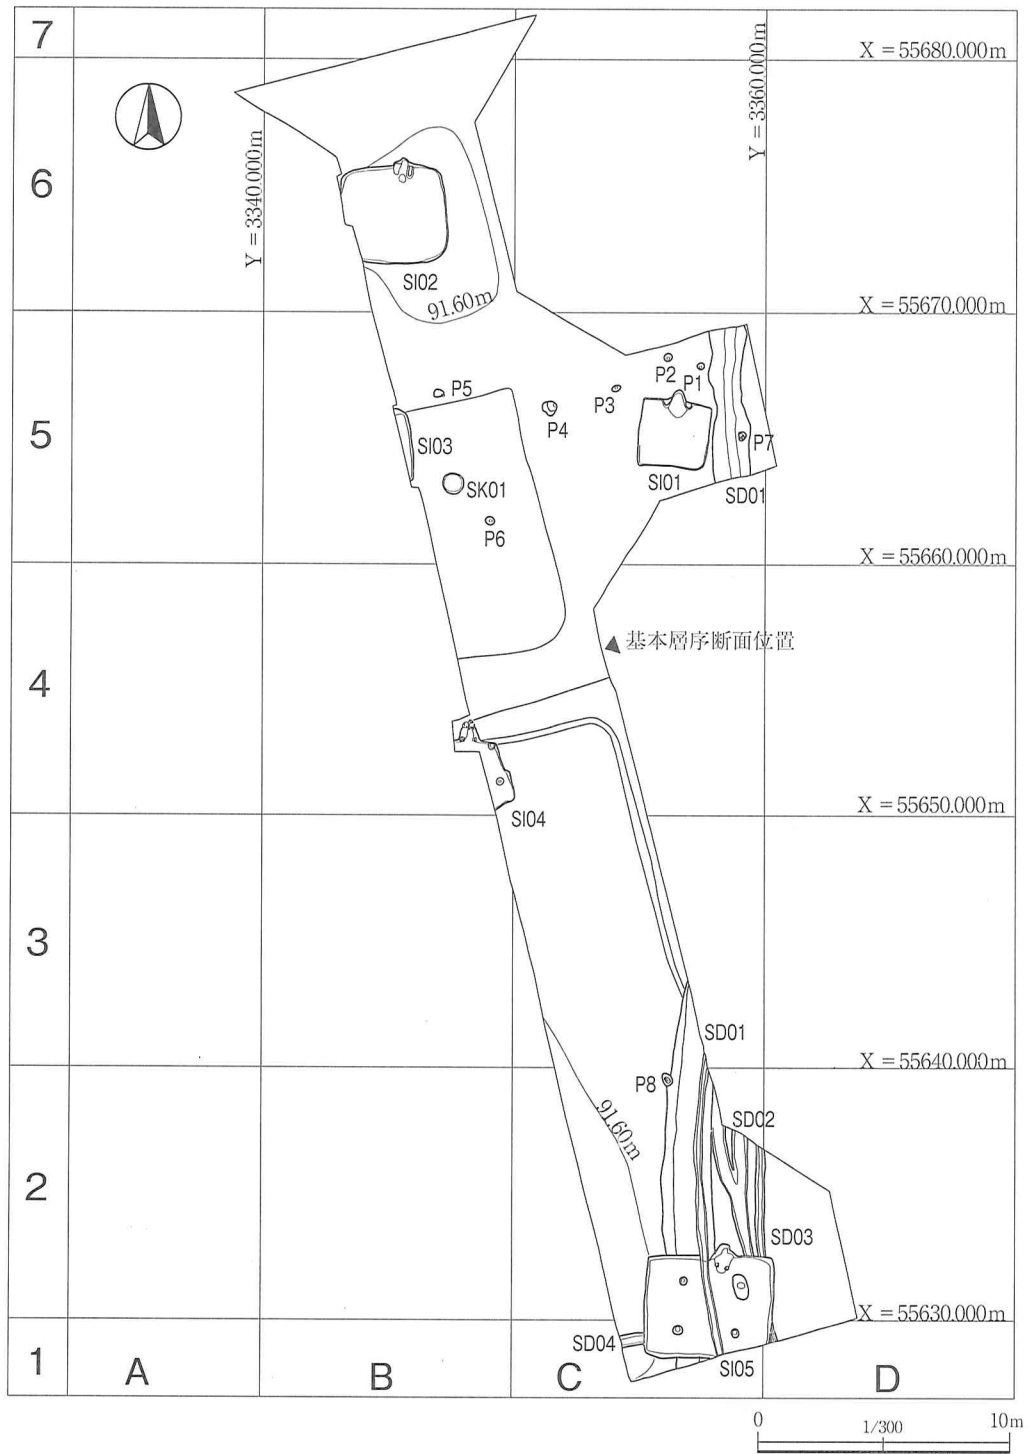 7
X = 55680.000m
Y = 3360.000m
Y = 3340.000m
6
SI02
91.60m
X = 55670.000m
P2
P1
P5
P3
P4
5
SI03
P7
SK01
SI01
SD01
P6
X = 55660.000m
▲ 基本層序断面位置
4
X = 55650.000m
SI04
3
SD01
X = 55640.000m
P8
91.60m
SD02
2
SD03
X = 55630.000m
SD04
SI05
1
A
B
C
D
0
1/300
10m